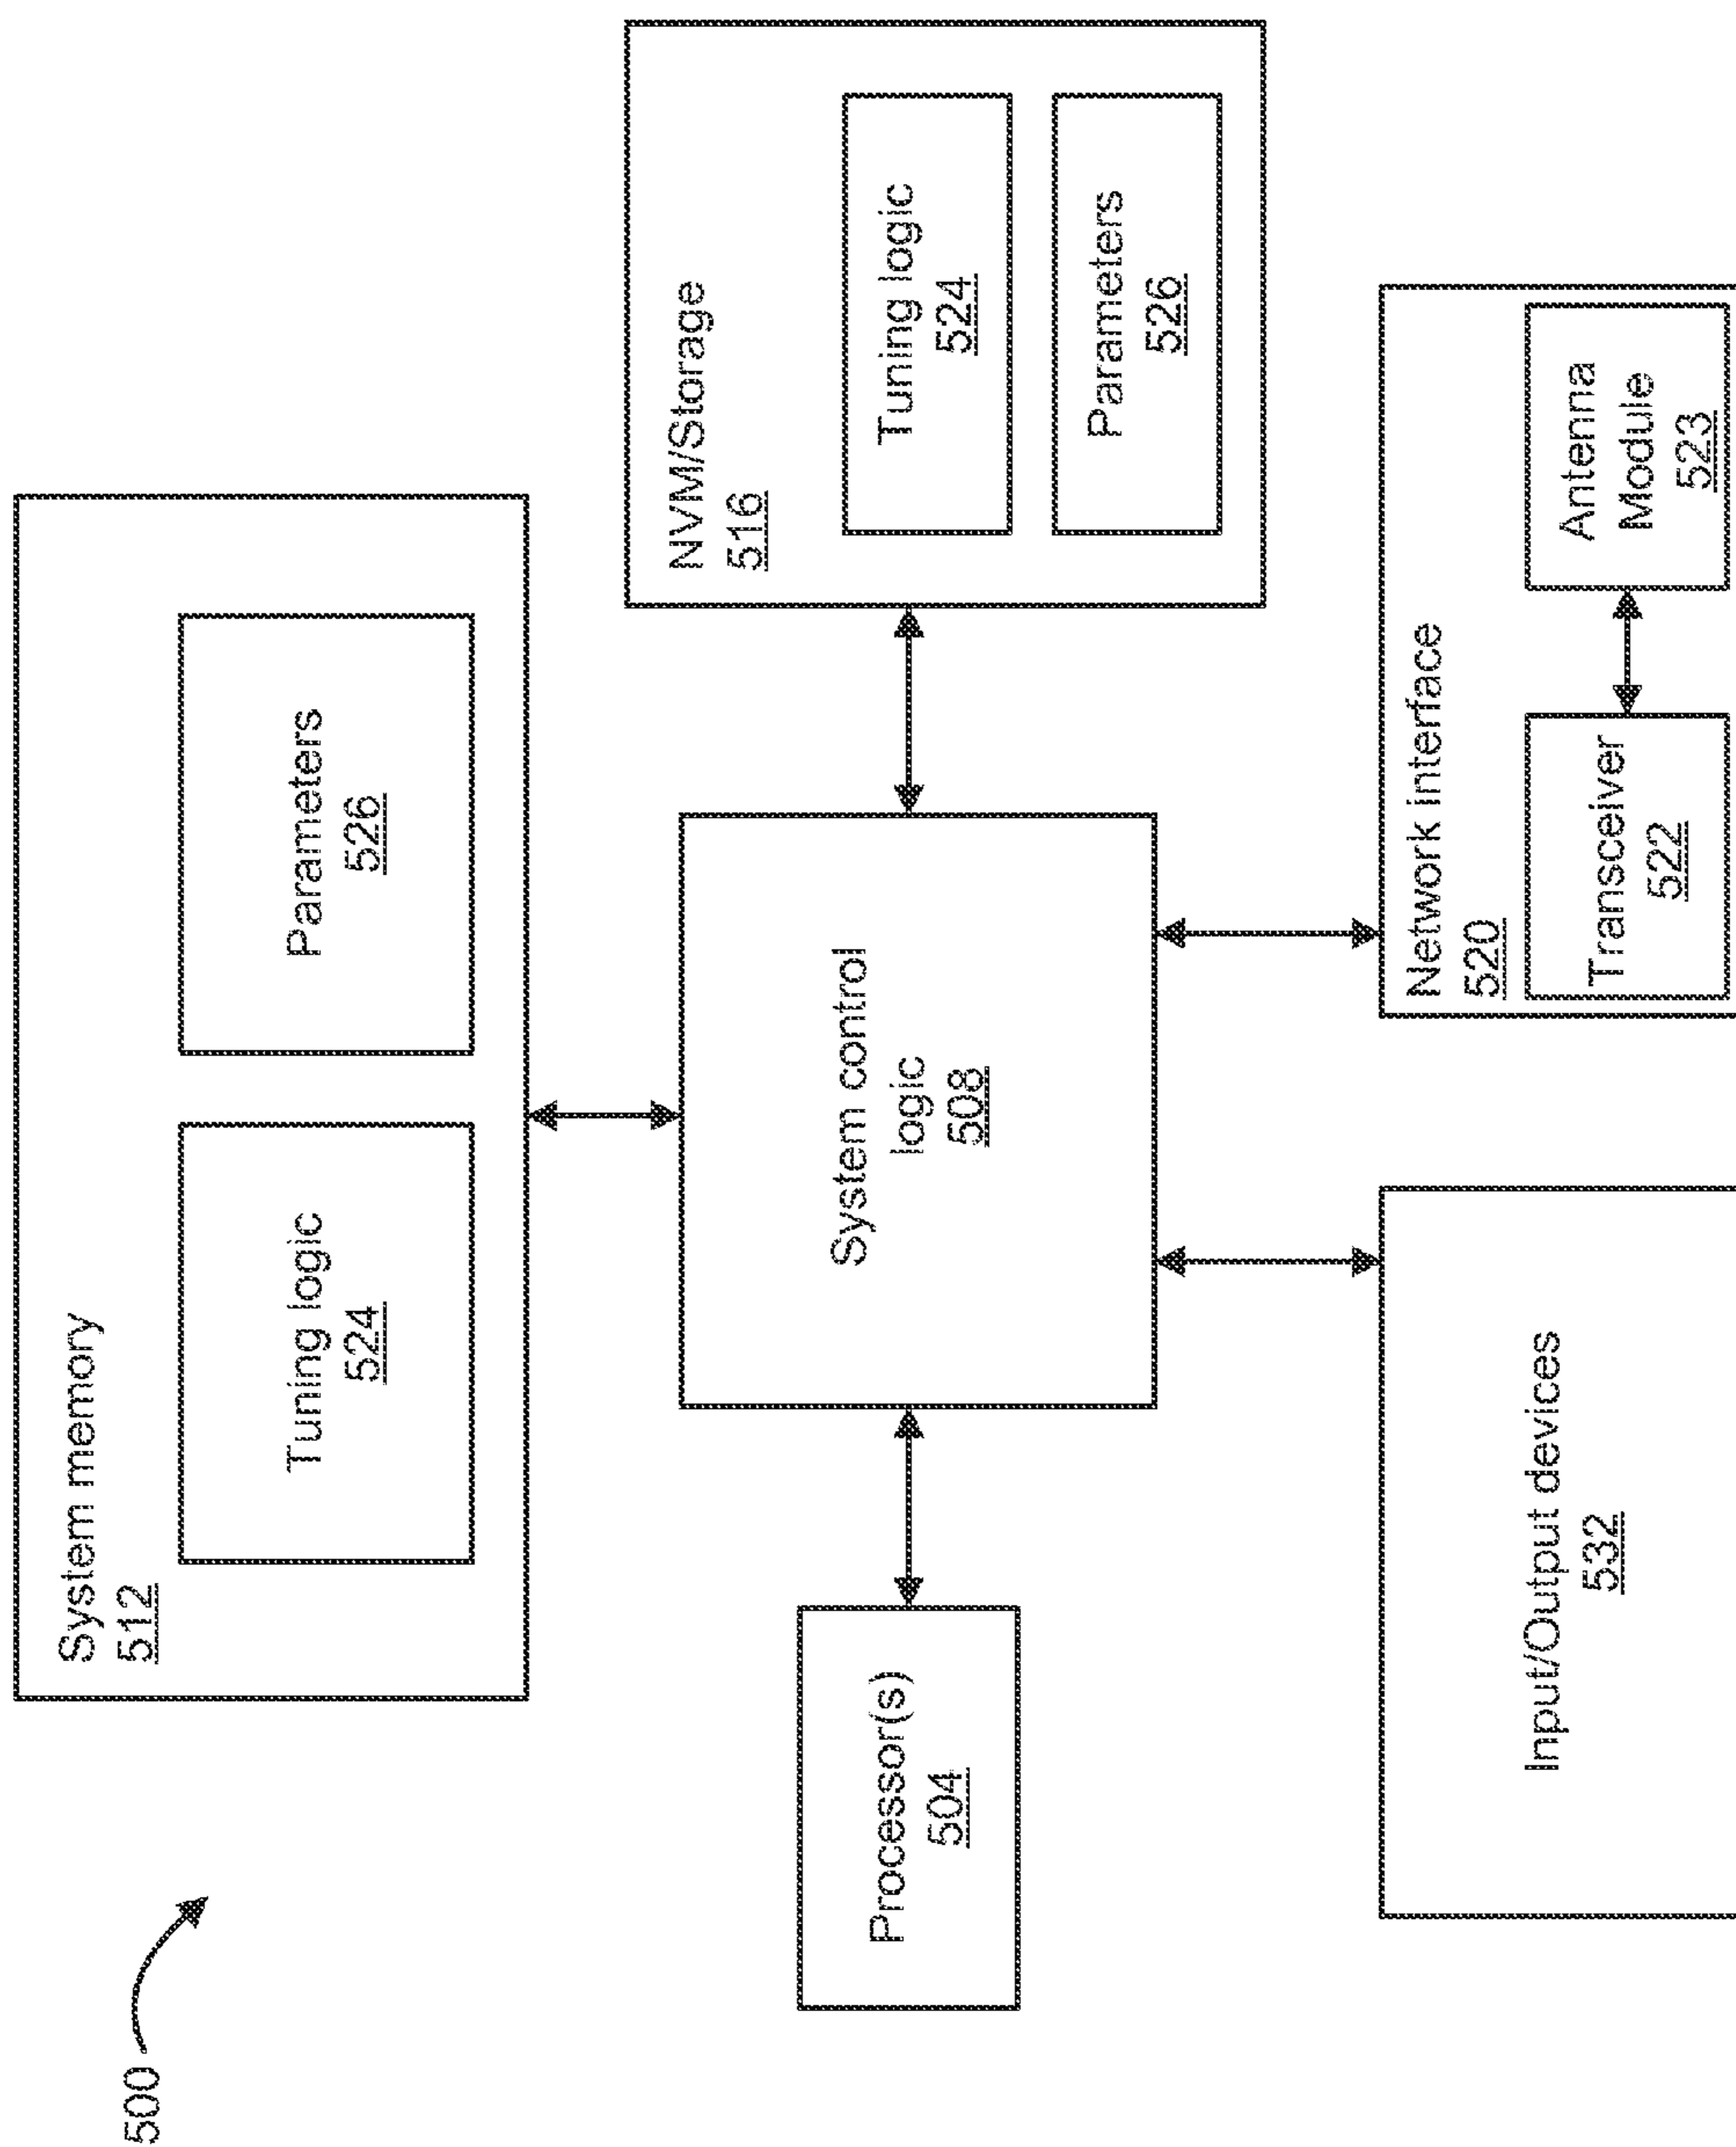 500
System memory
512
Tuning logic
524
Parameters
526
Processor(s)
504
System control
logic
508
NVM/Storage
516
Tuning logic
524
Parameters
526
Input/Output devices
532
Network interface
520
Transceiver
522
Antenna
Module
523